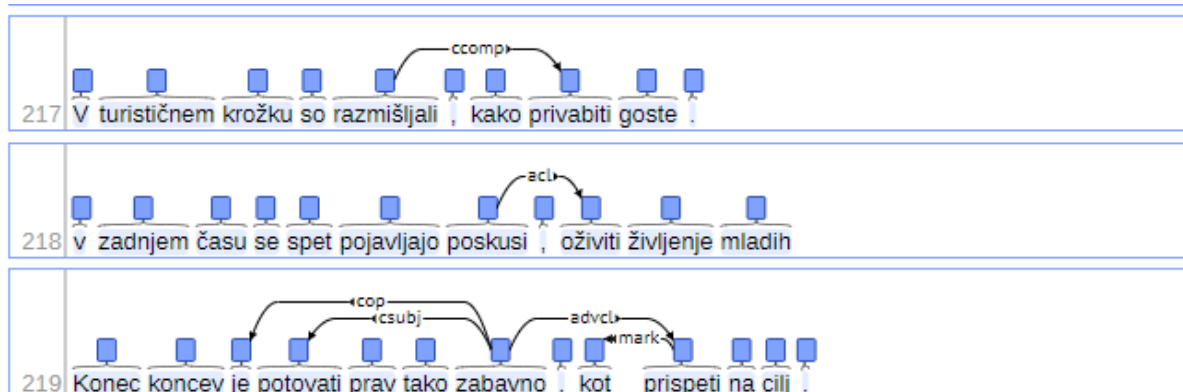 ccomp
217 V turističnem krožku so razmišljali , kako privabiti goste .
acl
218 v zadnjem času se spet pojavljajo poskusi , oživiti življenje mladih
cop
csubj advcl
mark
219 Konec koncev je potovati prav tako zabavno , kot prispeti na cilj .